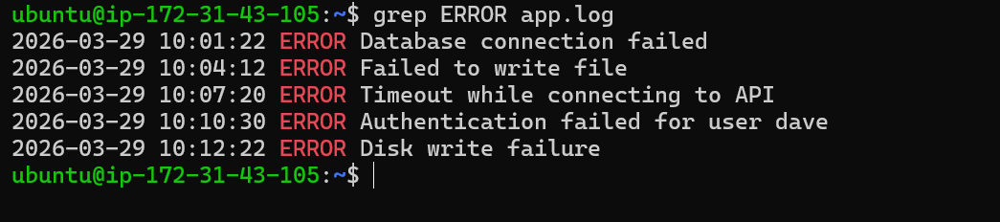 ubuntu@ip-172-31-43-105:~$ grep ERROR app.log
2026-03-29 10:01:22 ERROR Database connection failed
2026-03-29 10:04:12 ERROR Failed to write file
2026-03-29 10:07:20 ERROR Timeout while connecting to API
2026-03-29 10:10:30 ERROR Authentication failed for user dave
2026-03-29 10:12:22 ERROR Disk write failure
ubuntu@ip-172-31-43-105:~$